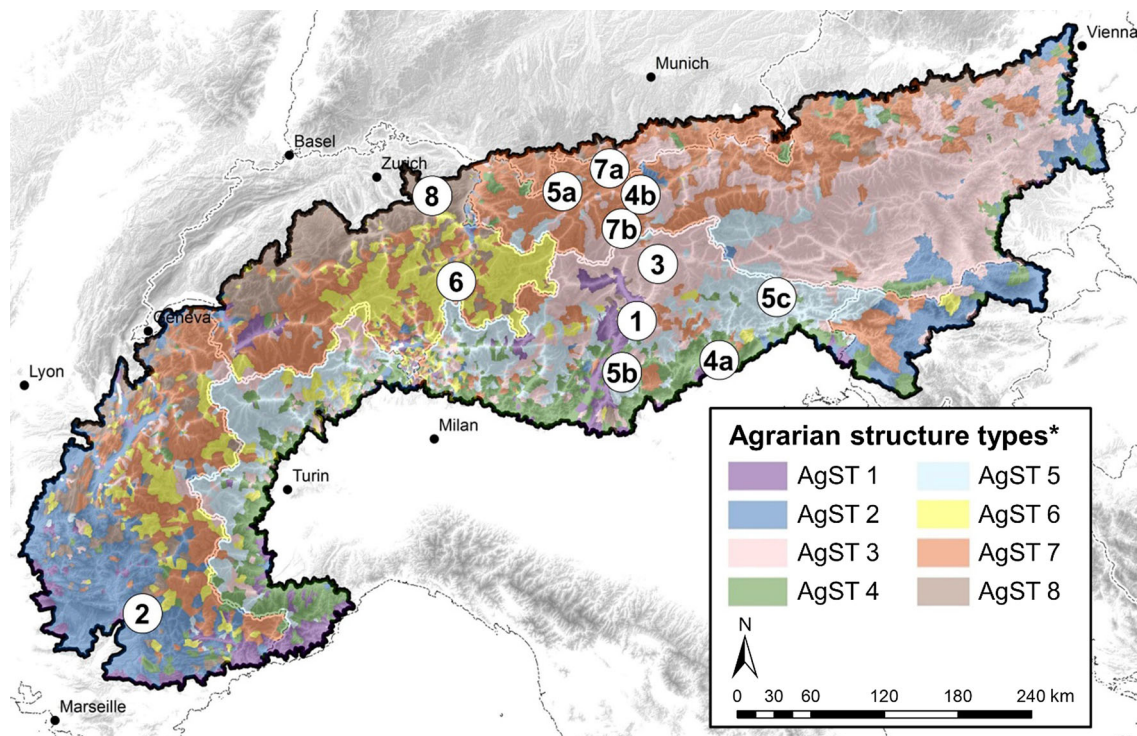 Vienna
Munich
Basel
Zurich
7a
8
5a
4b
7b
3
6
5c
Geneva
1
4a
Lyon
5b
Milan
Turin
2
Marseille
Agrarian structure types*
AgST 1
AgST 5
AgST 2
AgST 6
AgST 3
AgST 7
AgST 4
AgST 8
N
0 30 60 120 180 240 km